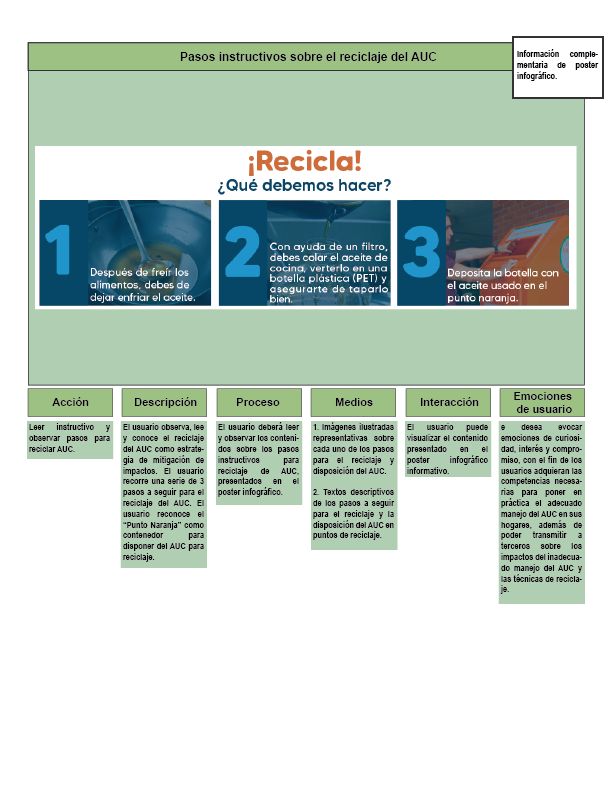 Pasos instructivos sobre el reciclaje del AUC
Información comple-
mentaria de poster
infográfico.
¡Recicla!
¿Qué debemos hacer?
1
Después de freír los
alimentos, debes de
dejar enfriar el aceite.
2
Con ayuda de un filtro,
debes colar el aceite de
cocina, verterlo en una
botella plástica (PET) y
asegurarte de taparlo
bien.
3
Deposita la botella con
el aceite usado en el
punto naranja.
Acción
Leer instructivo y
observar pasos para
reciclar AUC.
Descripción
El usuario observa, lee
y conoce el reciclaje
del AUC como estrate-
gia de mitigación de
impactos. El usuario
recorre una serie de 3
pasos a seguir para el
reciclaje del AUC. El
usuario reconoce el
“Punto Naranja” como
contenedor para
disponer del AUC para
reciclaje.
Proceso
El usuario deberá leer
y observar los conteni-
dos sobre los pasos
instructivos para
reciclaje de AUC,
presentados en el
poster infográfico.
Medios
1. Imágenes ilustradas
representativas sobre
cada uno de los pasos
para el reciclaje y
disposición del AUC.
2. Textos descriptivos
de los pasos a seguir
para el reciclaje y la
disposición del AUC en
puntos de reciclaje.
Interacción
El usuario puede
visualizar el contenido
presentado en el
poster infográfico
informativo.
Emociones
de usuario
e desea evocar
emociones de curiosi-
dad, interés y compro-
miso, con el fin de los
usuarios adquieran las
competencias necesa-
rias para poner en
práctica el adecuado
manejo del AUC en sus
hogares, además de
poder transmitir a
terceros sobre los
impactos del inadecua-
do manejo del AUC y
las técnicas de recicla-
je.